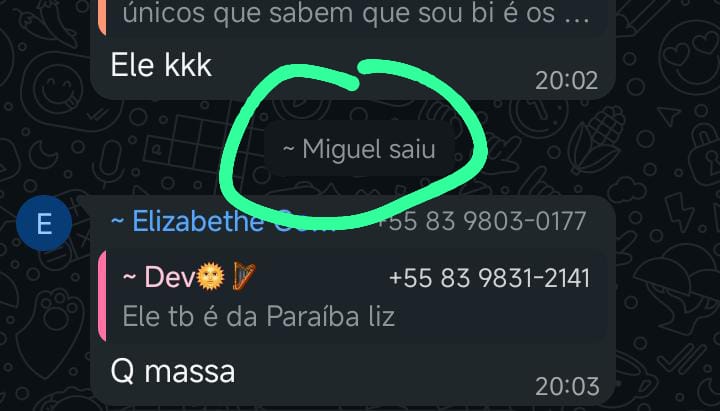 únicos que sabem que sou bi é os ...
Ele kkk
20:02
~ Miguel saiu
~ Elizabethe +55 83 9803-0177
E
~ Dev🌞🪉 +55 83 9831-2141
Ele tb é da Paraíba liz
Q massa
20:03